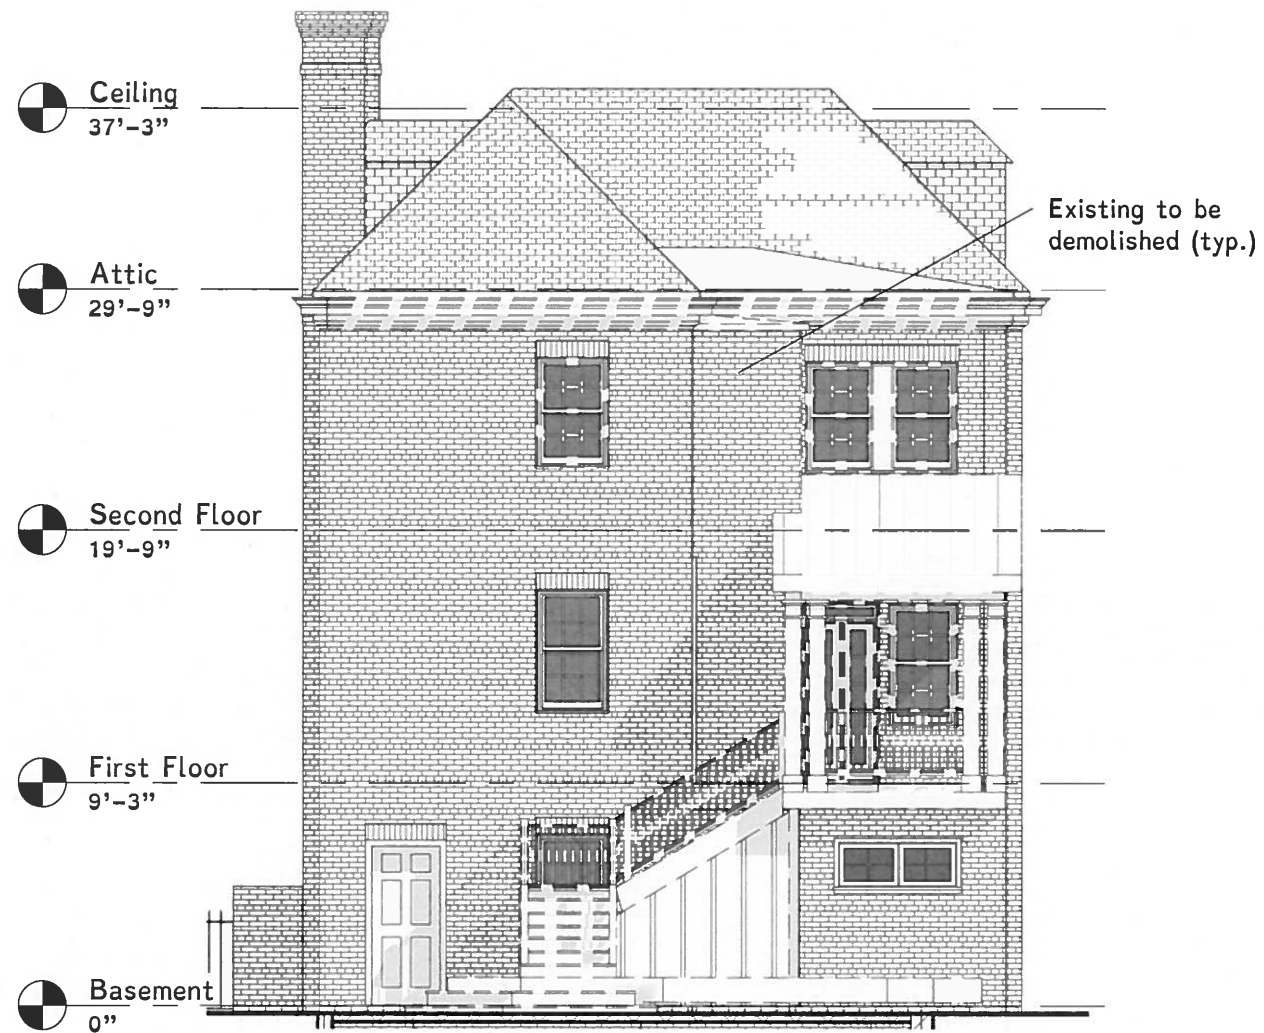 Ceiling
37'-3"
Existing to be
demolished (typ.)
Attic
29'-9"
Second Floor
19'-9"
First Floor
9'-3"
Basement
0"